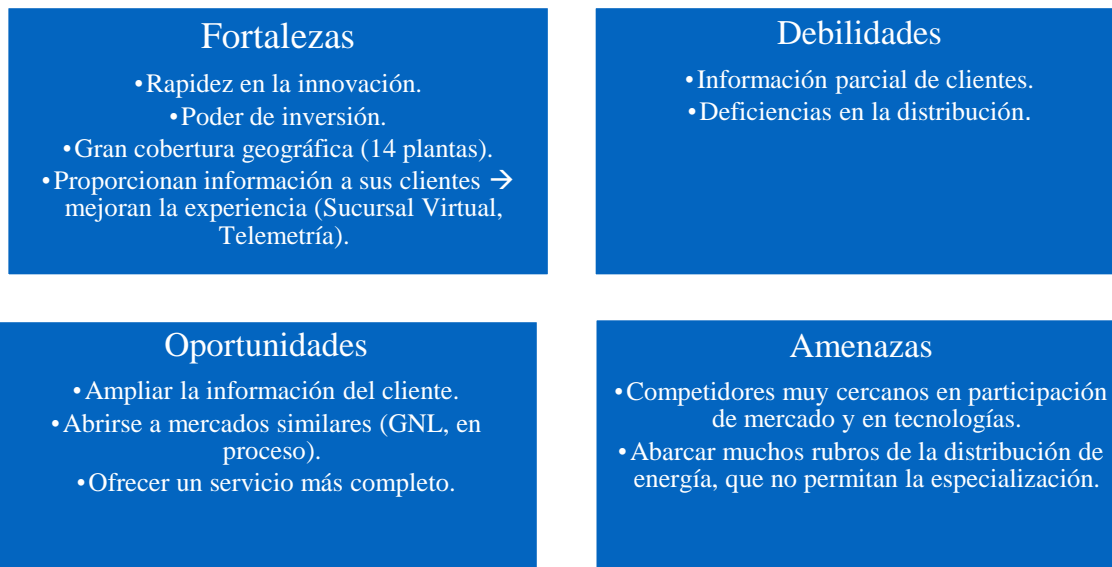 Fortalezas
•Rapidez en la innovación.
•Poder de inversión.
•Gran cobertura geográfica (14 plantas).
•Proporcionan información a sus clientes →
mejoran la experiencia (Sucursal Virtual,
Telemetría).
Debilidades
•Información parcial de clientes.
•Deficiencias en la distribución.
Oportunidades
•Ampliar la información del cliente.
•Abrirse a mercados similares (GNL, en
proceso).
•Ofrecer un servicio más completo.
Amenazas
•Competidores muy cercanos en participación
de mercado y en tecnologías.
•Abarcar muchos rubros de la distribución de
energía, que no permitan la especialización.